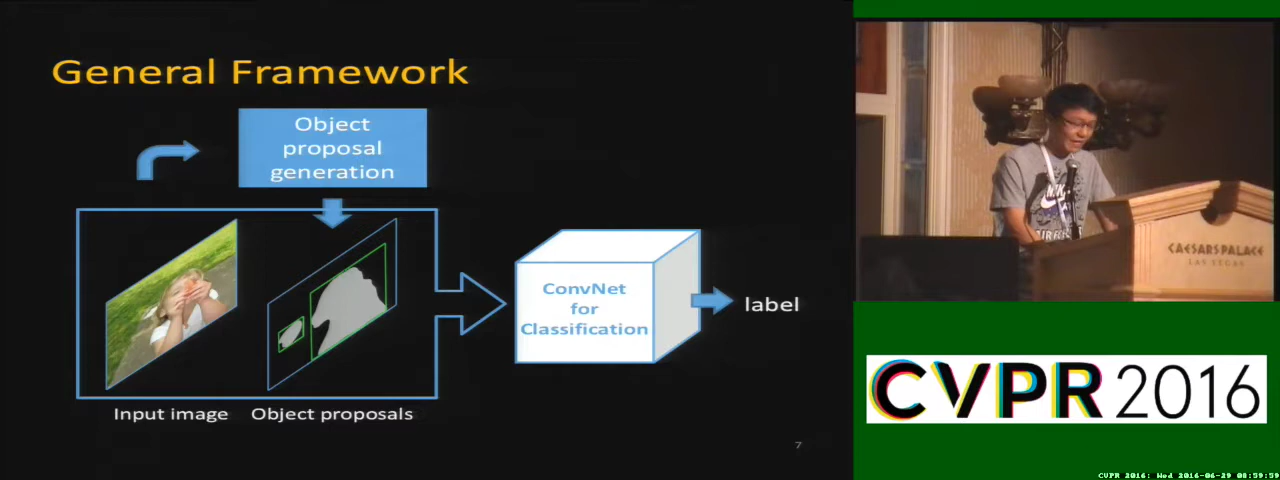 General Framework
Object
proposal
generation
ConvNet
for
Classification
label
Input image
Object proposals
7
NIKE
CAESARS PALACE
LAS VEGAS
CVPR 2016
CVPR 2016: Wed 2016-06-29 08:59:59